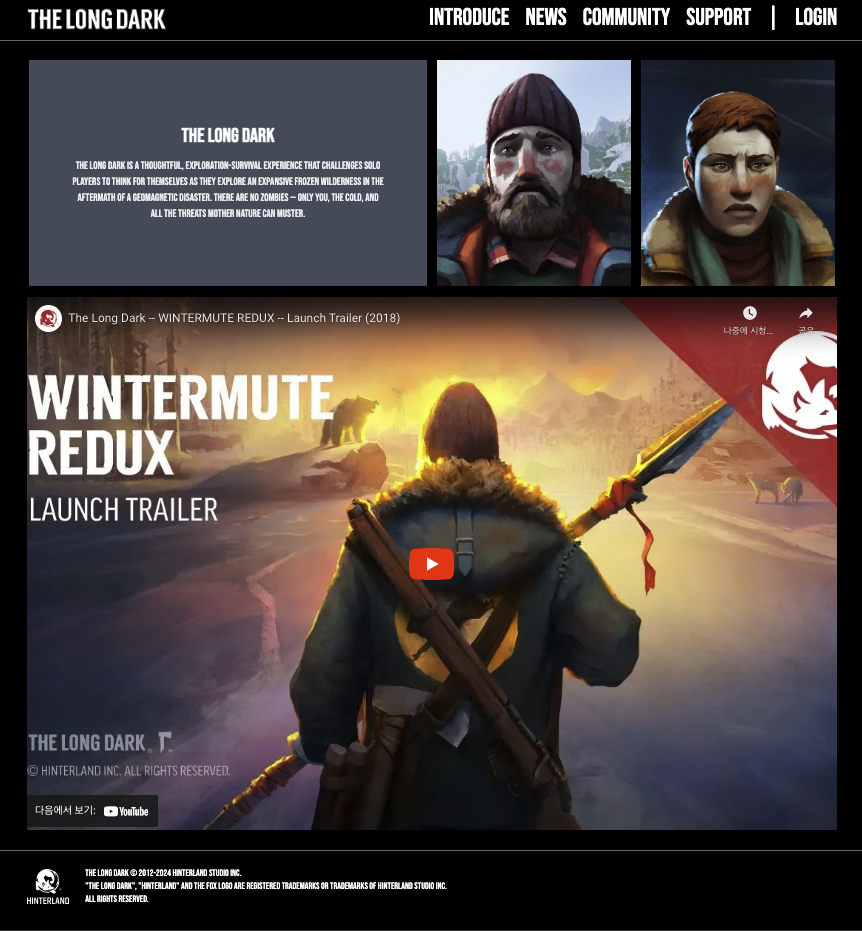 THE LONG DARK
INTRODUCE NEWS COMMUNITY SUPPORT | LOGIN
THE LONG DARK
THE LONG DARK IS A THOUGHTFUL, EXPLORATION-SURVIVAL EXPERIENCE THAT CHALLENGES SOLO
PLAYERS TO THINK FOR THEMSELVES AS THEY EXPLORE AN EXPANSIVE FROZEN WILDERNESS IN THE
AFTERMATH OF A GEOMAGNETIC DISASTER. THERE ARE NO ZOMBIES -- ONLY YOU, THE COLD, AND
ALL THE THREATS MOTHER NATURE CAN MUSTER.
The Long Dark -- WINTERMUTE REDUX -- Launch Trailer (2018)
나중에 시청...
공유
WINTERMUTE
REDUX
LAUNCH TRAILER
THE LONG DARK
© HINTERLAND INC. ALL RIGHTS RESERVED.
다음에서 보기: YouTube
HINTERLAND
THE LONG DARK © 2012-2024 HINTERLAND STUDIO INC.
"THE LONG DARK", "HINTERLAND" AND THE FOX LOGO ARE REGISTERED TRADEMARKS OR TRADEMARKS OF HINTERLAND STUDIO INC.
ALL RIGHTS RESERVED.